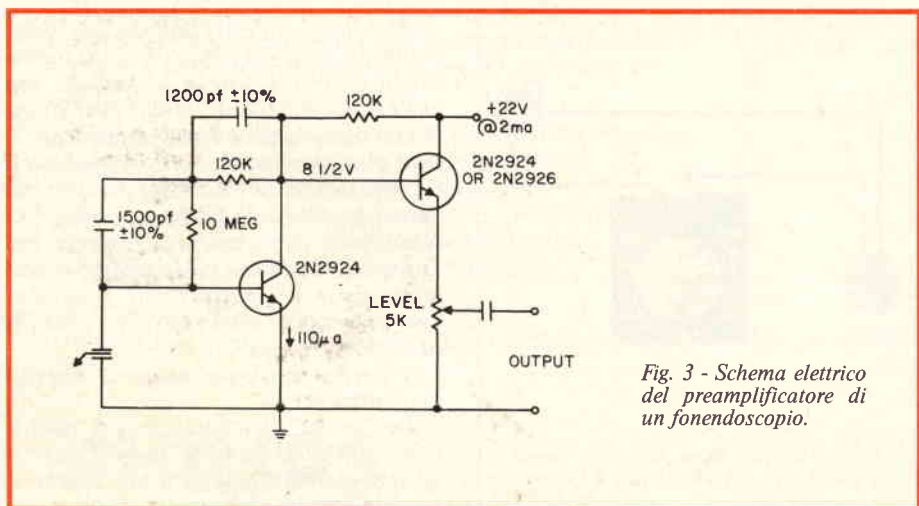 1200pf ±10%
120K
+22V
@2ma
120K
8 1/2V
2N2924
OR 2N2926
1500pf
±10%
10 MEG
2N2924
LEVEL
5K
110μa
OUTPUT
Fig. 3 - Schema elettrico
del preamplificatore di
un fonendoscopio.